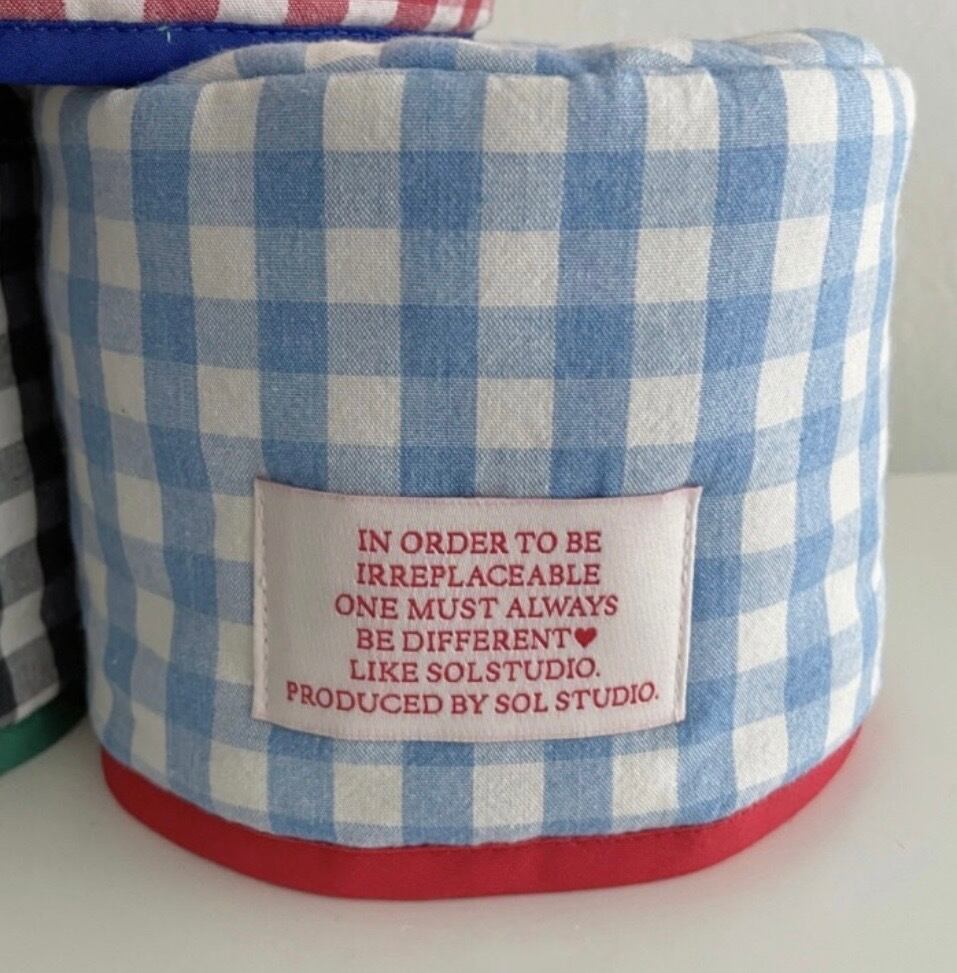 IN ORDER TO BE
IRREPLACEABLE
ONE MUST ALWAYS
BE DIFFERENT♥
LIKE SOLSTUDIO.
PRODUCED BY SOL STUDIO.